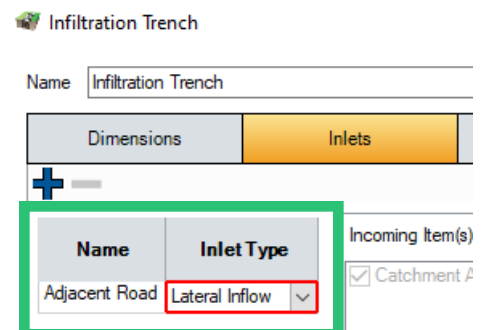 Infiltration Trench
Name Infiltration Trench
Dimensions Inlets
Name Inlet Type Incoming Item(s)
Adjacent Road Lateral Inflow Catchment